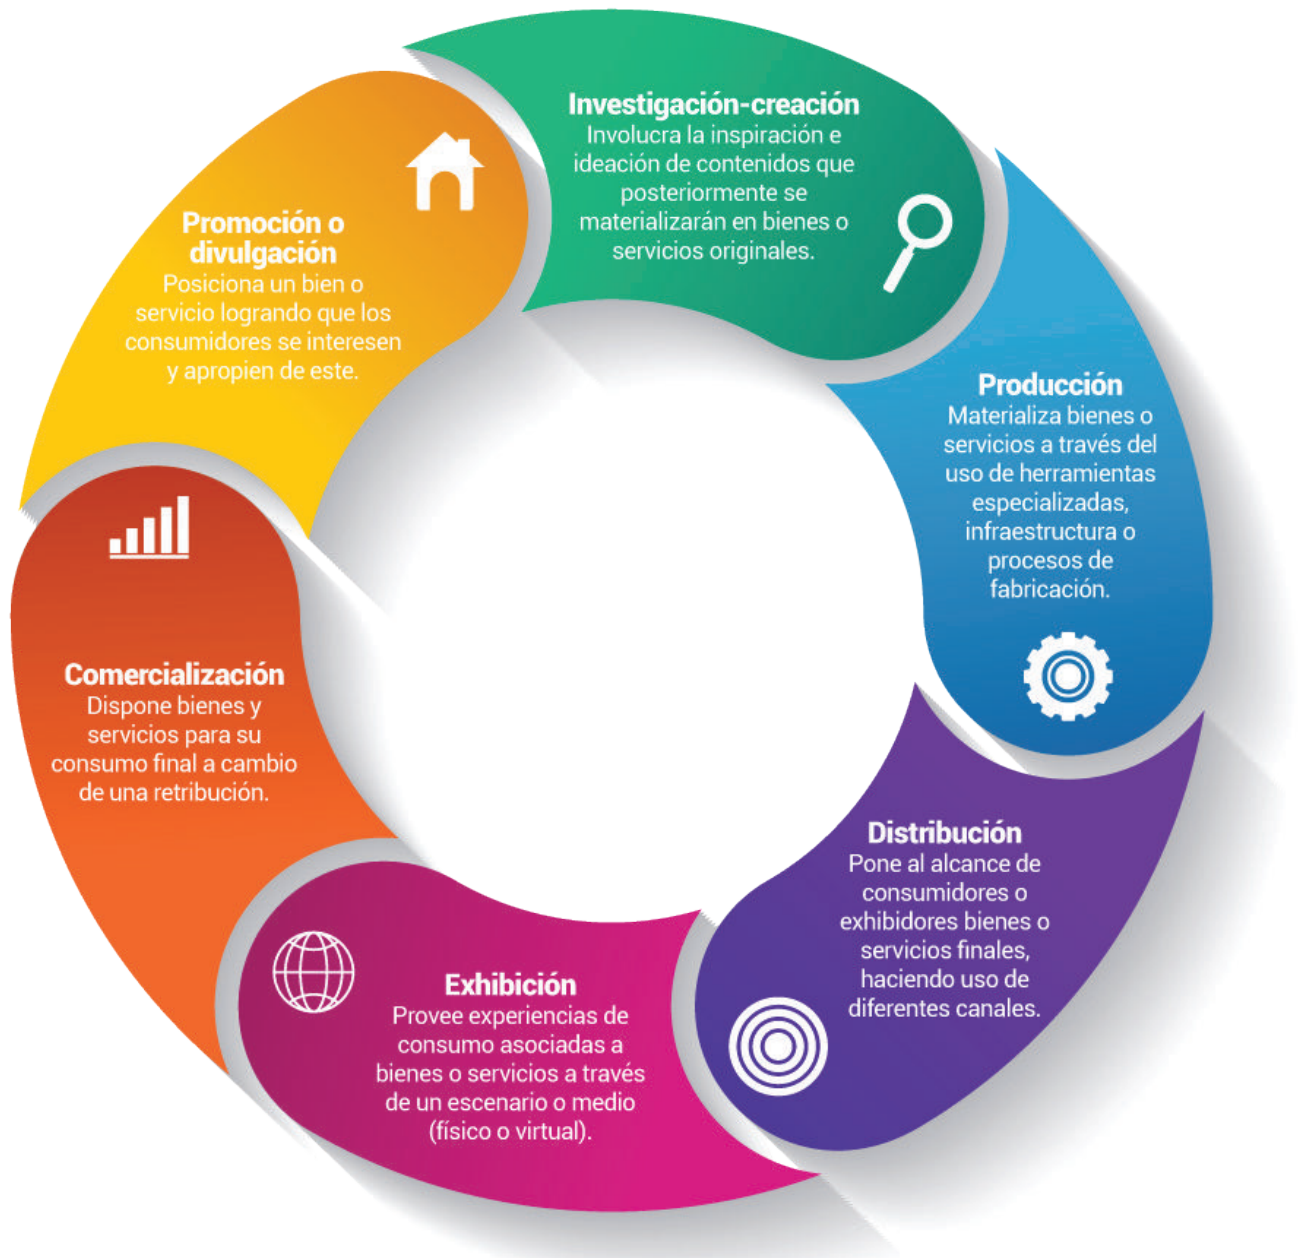 Investigación-creación
Involucra la inspiración e
ideación de contenidos que
posteriormente se
materializarán en bienes o
servicios originales.
Producción
Materializa bienes o
servicios a través del
uso de herramientas
especializadas,
infraestructura o
procesos de
fabricación.
Distribución
Pone al alcance de
consumidores o
exhibidores bienes o
servicios finales,
haciendo uso de
diferentes canales.
Exhibición
Provee experiencias de
consumo asociadas a
bienes o servicios a través
de un escenario o medio
(físico o virtual).
Comercialización
Dispone bienes y
servicios para su
consumo final a cambio
de una retribución.
Promoción o
divulgación
Posiciona un bien o
servicio logrando que los
consumidores se interesen
y apropien de este.